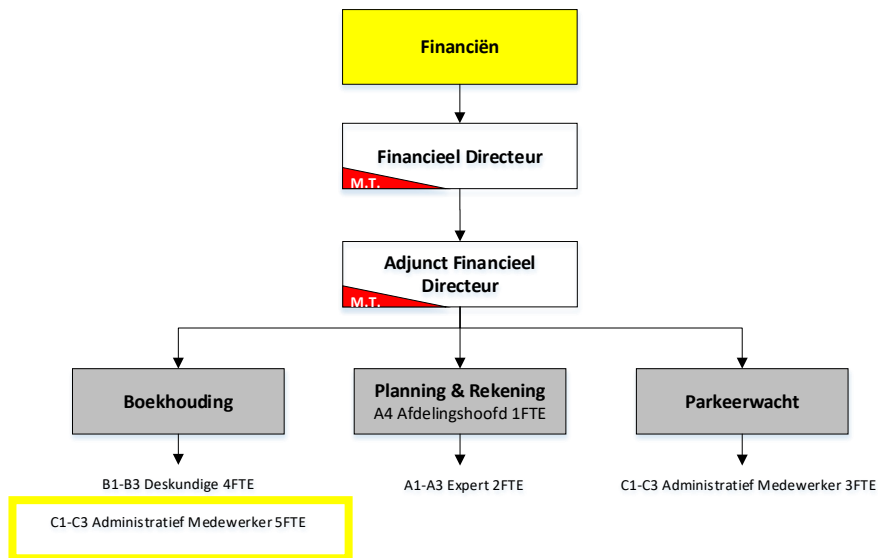 Financiën
Financieel Directeur
M.T.
Adjunct Financieel
Directeur
M.T.
Boekhouding
Planning & Rekening
A4 Afdelingshoofd 1FTE
Parkeerwacht
B1-B3 Deskundige 4FTE
A1-A3 Expert 2FTE
C1-C3 Administratief Medewerker 3FTE
C1-C3 Administratief Medewerker 5FTE